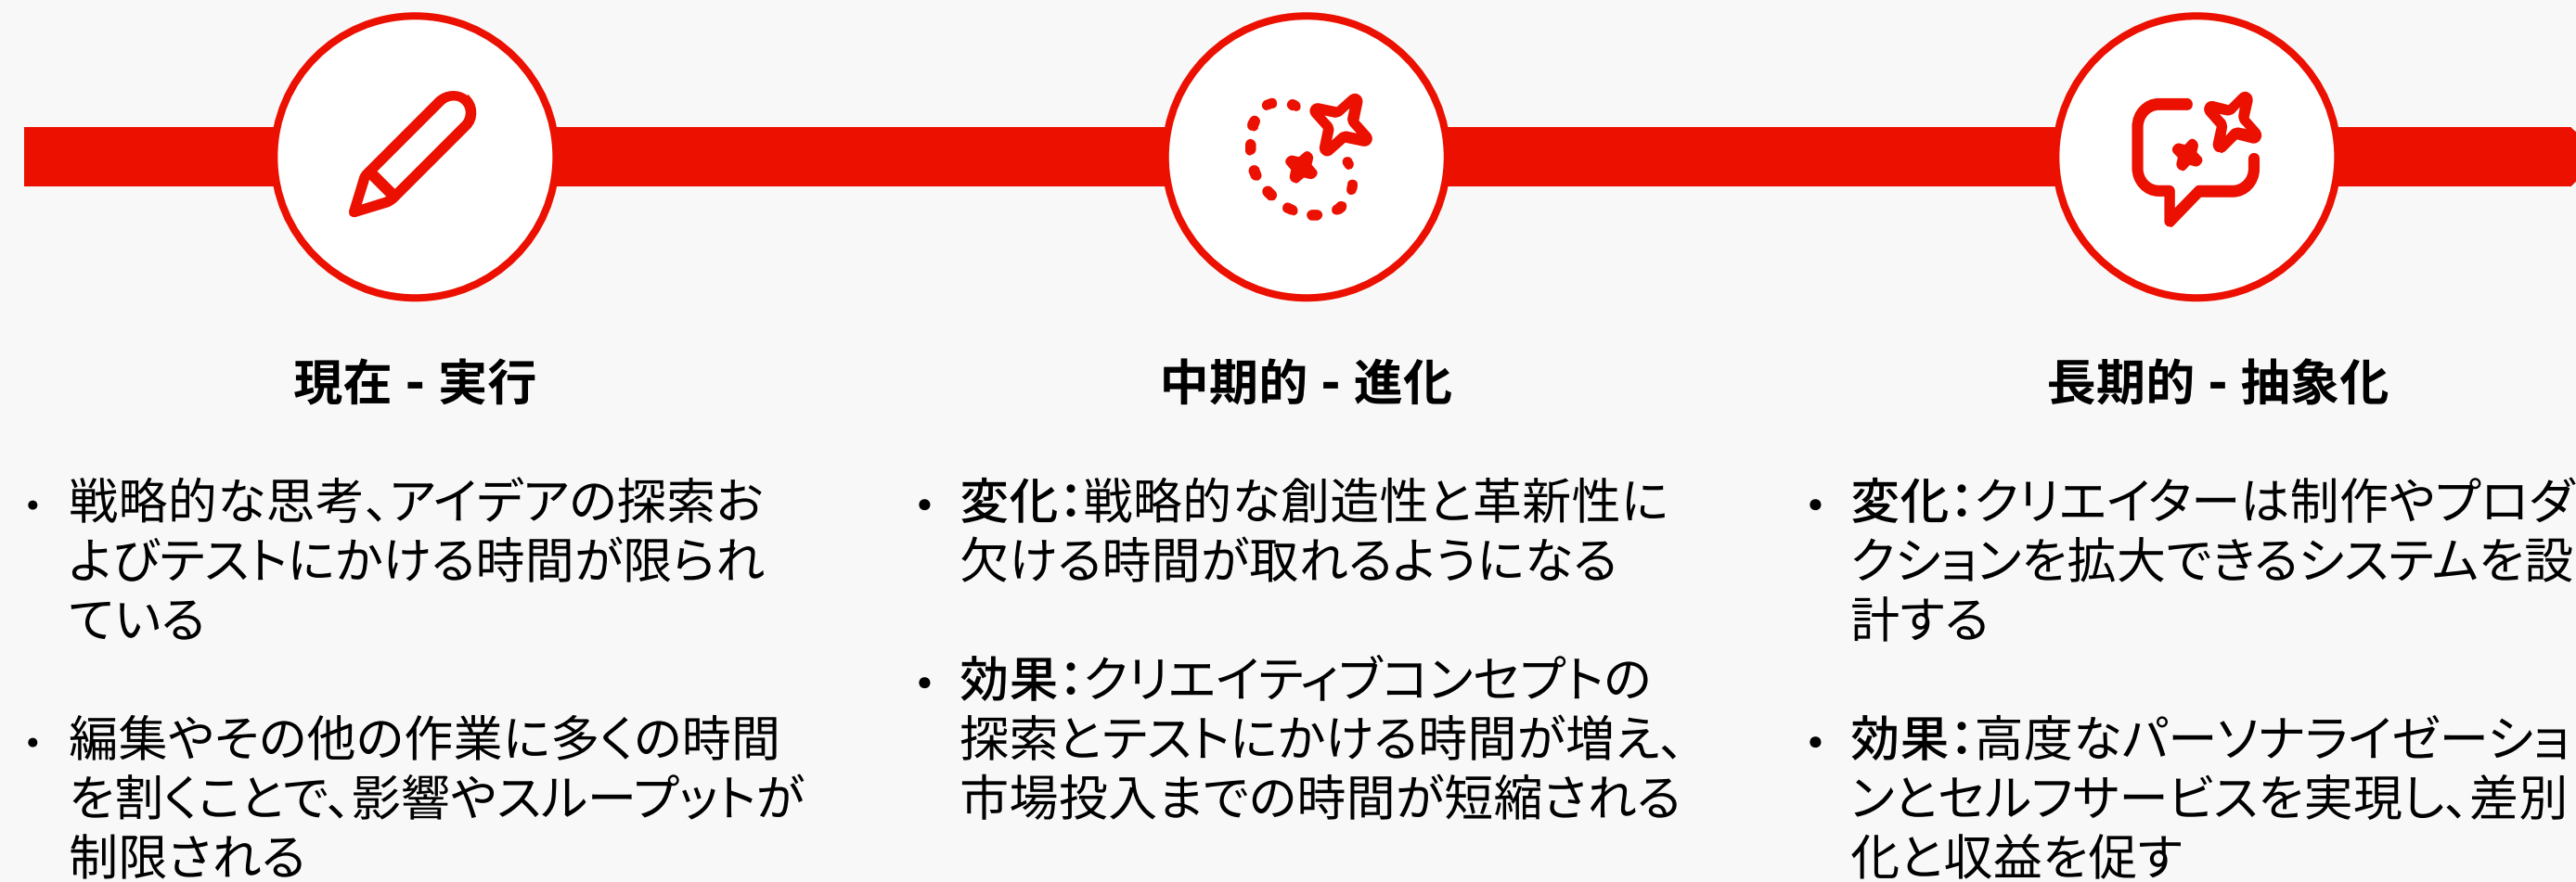 現在 - 実行
・戦略的な思考、アイデアの探索お
よびテストにかける時間が限られ
ている
・編集やその他の作業に多くの時間
を割くことで、影響やスループットが
制限される
中期的 - 進化
・変化：戦略的な創造性と革新性に
欠ける時間が取れるようになる
・効果：クリエイティブコンセプトの
探索とテストにかける時間が増え、
市場投入までの時間が短縮される
長期的 - 抽象化
・変化：クリエイターは制作やプロダ
クションを拡大できるシステムを設
計する
・効果：高度なパーソナライゼーショ
ンとセルフサービスを実現し、差別
化と収益を促す